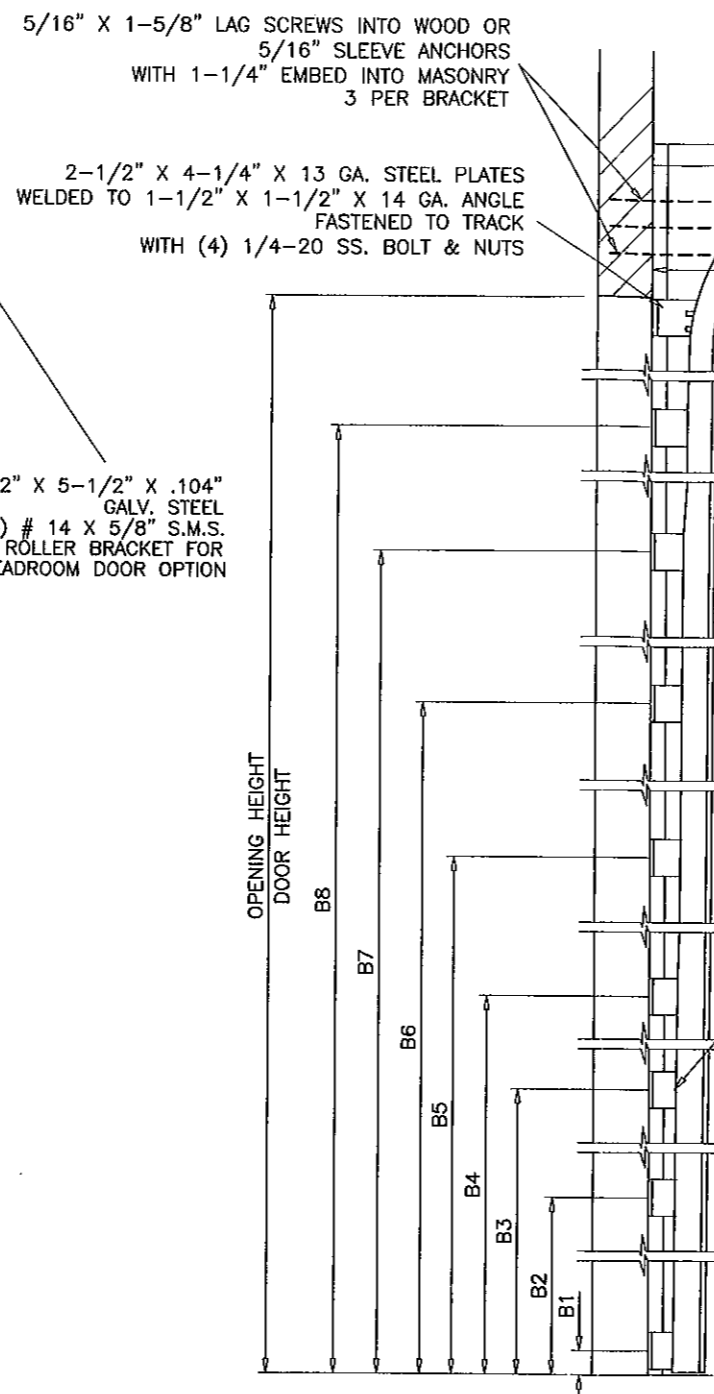 5/16" X 1-5/8" LAG SCREWS INTO WOOD OR
5/16" SLEEVE ANCHORS
WITH 1-1/4" EMBED INTO MASONRY
3 PER BRACKET
2-1/2" X 4-1/4" X 13 GA. STEEL PLATES
WELDED TO 1-1/2" X 1-1/2" X 14 GA. ANGLE
FASTENED TO TRACK
WITH (4) 1/4-20 SS. BOLT & NUTS
2" X 5-1/2" X .104"
GALV. STEEL
) # 14 X 5/8" S.M.S.
ROLLER BRACKET FOR
EADROOM DOOR OPTION
OPENING HEIGHT
DOOR HEIGHT
B8
B7
B6
B5
B4
B3
B2
B1